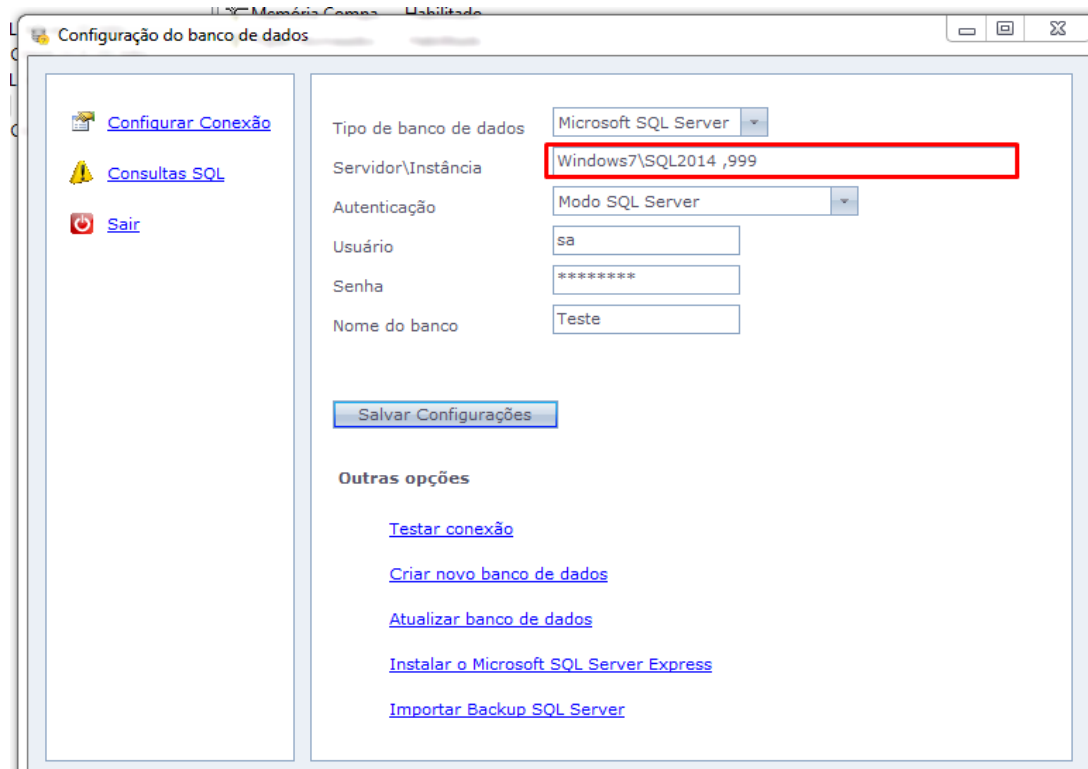 Memória Compa Habilitado
Configuração do banco de dados
Configurar Conexão
Consultas SQL
Sair
Tipo de banco de dados Microsoft SQL Server
Servidor\Instância Windows7\SQL2014 ,999
Autenticação Modo SQL Server
Usuário sa
Senha ********
Nome do banco Teste
Salvar Configurações
Outras opções
Testar conexão
Criar novo banco de dados
Atualizar banco de dados
Instalar o Microsoft SQL Server Express
Importar Backup SQL Server